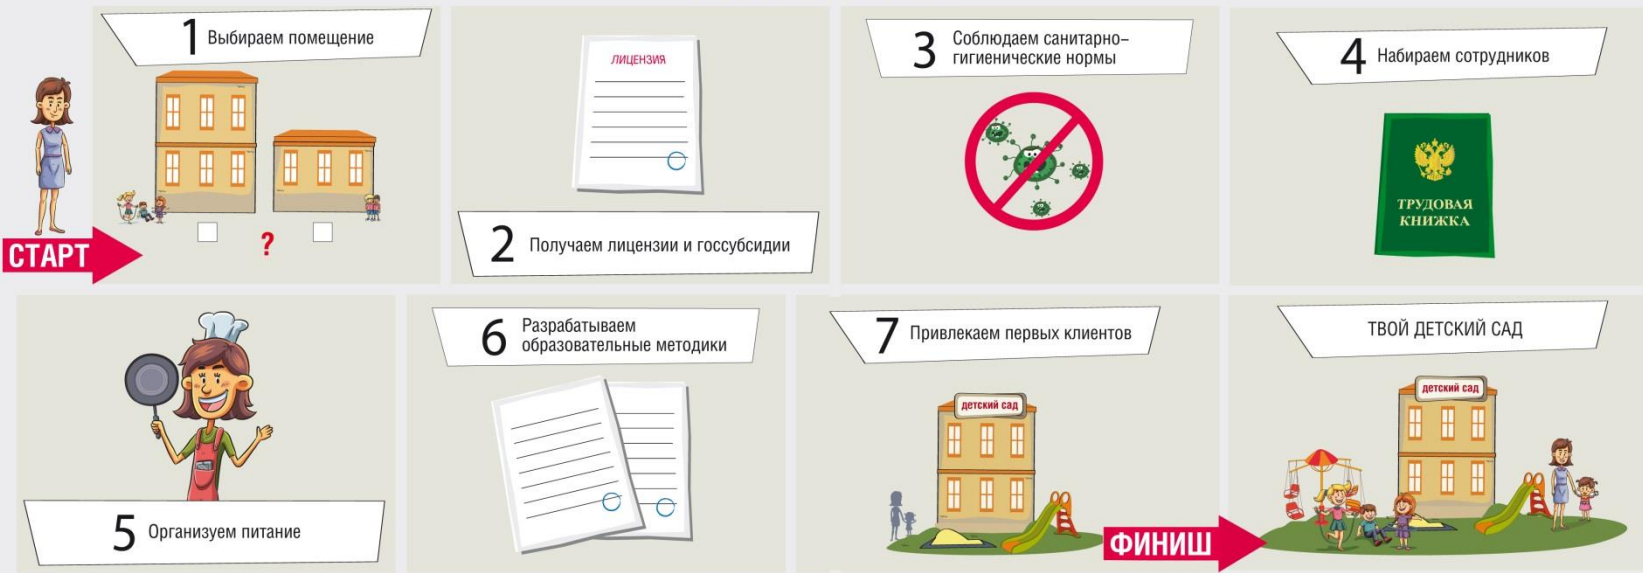 1 Выбираем помещение
СТАРТ
?
ЛИЦЕНЗИЯ
2 Получаем лицензии и госсубсидии
3 Соблюдаем санитарно–
гигиенические нормы
4 Набираем сотрудников
ТРУДОВАЯ
КНИЖКА
5 Организуем питание
6 Разрабатываем
образовательные методики
7 Привлекаем первых клиентов
детский сад
ФИНИШ
ТВОЙ ДЕТСКИЙ САД
детский сад